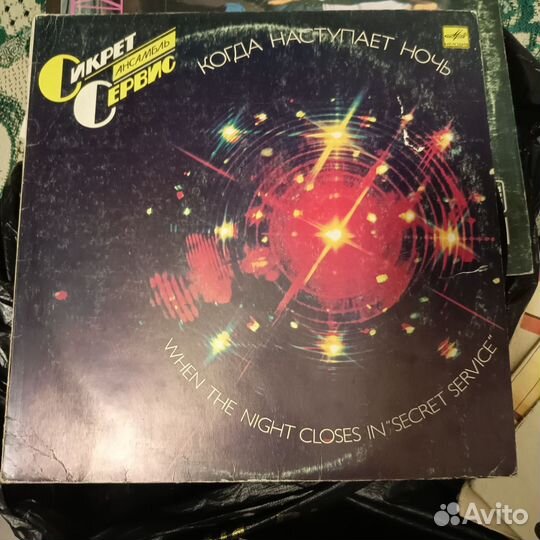 Сикрет
АНСАМБЛЬ
Сервис
КОГДА НАСТУПАЕТ НОЧЬ
WHEN THE NIGHT CLOSES IN "SECRET SERVICE"
Avito